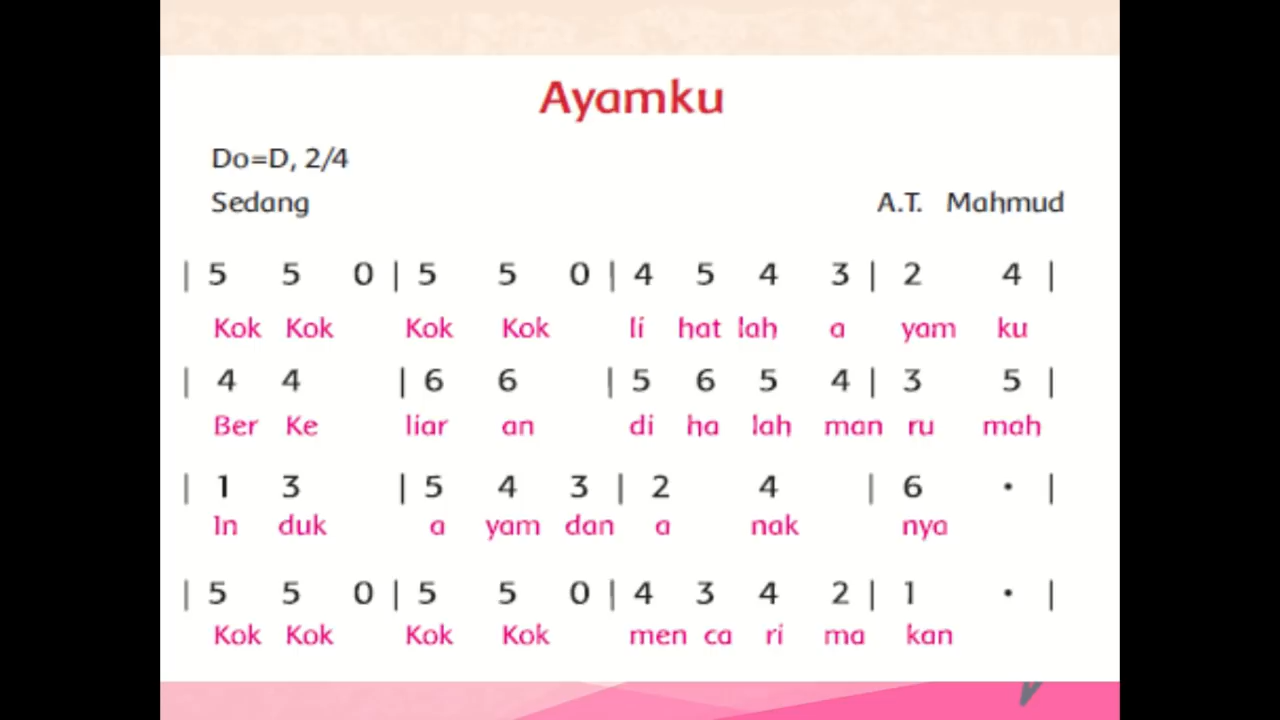 Ayamku
Do=D, 2/4
Sedang A.T. Mahmud
| 5 5 0 | 5 5 0 | 4 5 4 3 | 2 4 |
Kok Kok Kok Kok li hat lah a yam ku
| 4 4 | 6 6 | 5 6 5 4 | 3 5 |
Ber Ke liar an di ha lah man ru mah
| 1 3 | 5 4 3 | 2 4 | 6 • |
In duk a yam dan a nak nya
| 5 5 0 | 5 5 0 | 4 3 4 2 | 1 • |
Kok Kok Kok Kok men ca ri ma kan